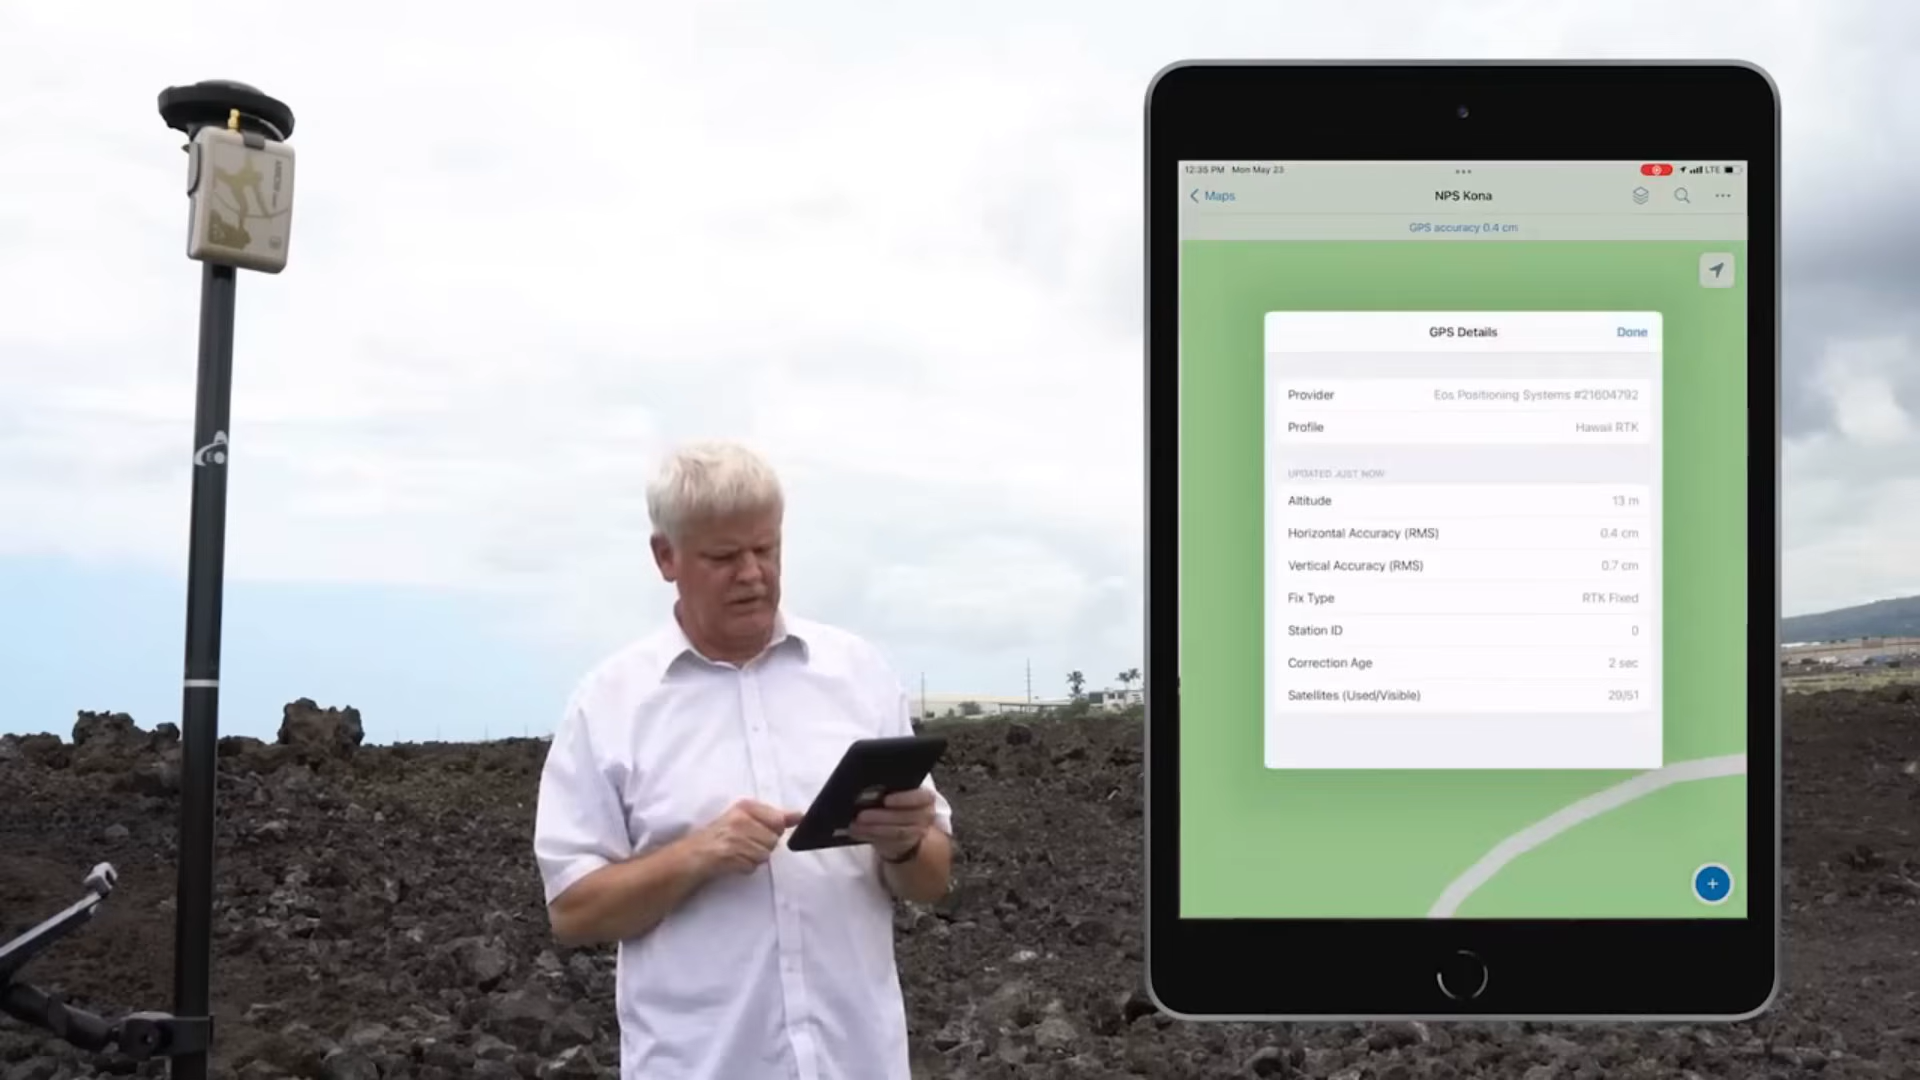 12:35 PM Mon May 23
LTE
Maps
NPS Kona
GPS accuracy 0.4 cm
GPS Details
Done
Provider Eos Positioning Systems #21604792
Profile Hawaii RTK
UPDATED JUST NOW
Altitude 13 m
Horizontal Accuracy (RMS) 0.4 cm
Vertical Accuracy (RMS) 0.7 cm
Fix Type RTK Fixed
Station ID 0
Correction Age 2 sec
Satellites (Used/Visible) 29/51